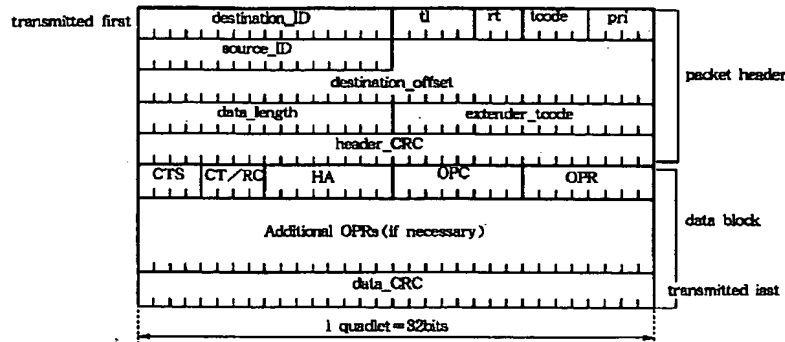 transmitted first
destination_ID tl rt tcode pri
source_ID
destination_offset
packet header
data_length extender_tcode
header_CRC
CTS CT/RC HA OPC OPR
data block
Additional OPRs(if necessary)
data_CRC
transmitted last
1 quadlet=32bits